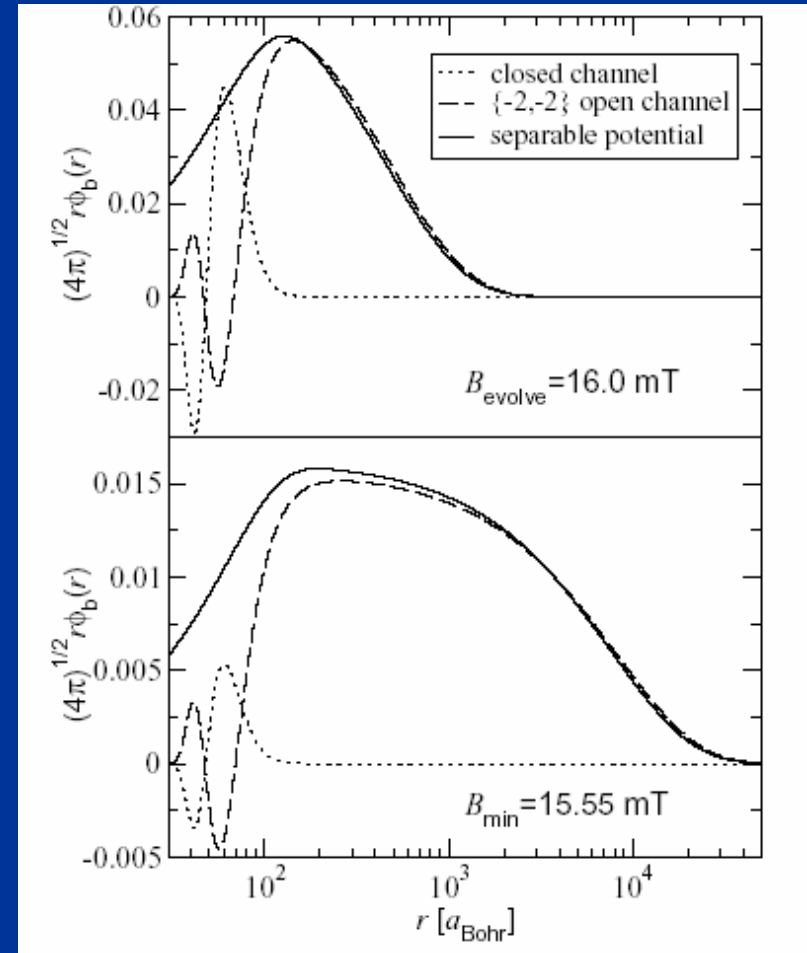 0.06
closed channel
{-2,-2} open channel
separable potential
0.04
0.02
0
-0.02
(4π)^{1/2} rϕ_b(r)
B_evolve=16.0 mT
0.015
0.01
0.005
0
-0.005
(4π)^{1/2} rϕ_b(r)
B_min=15.55 mT
10^2
10^3
10^4
r [a_Bohr]